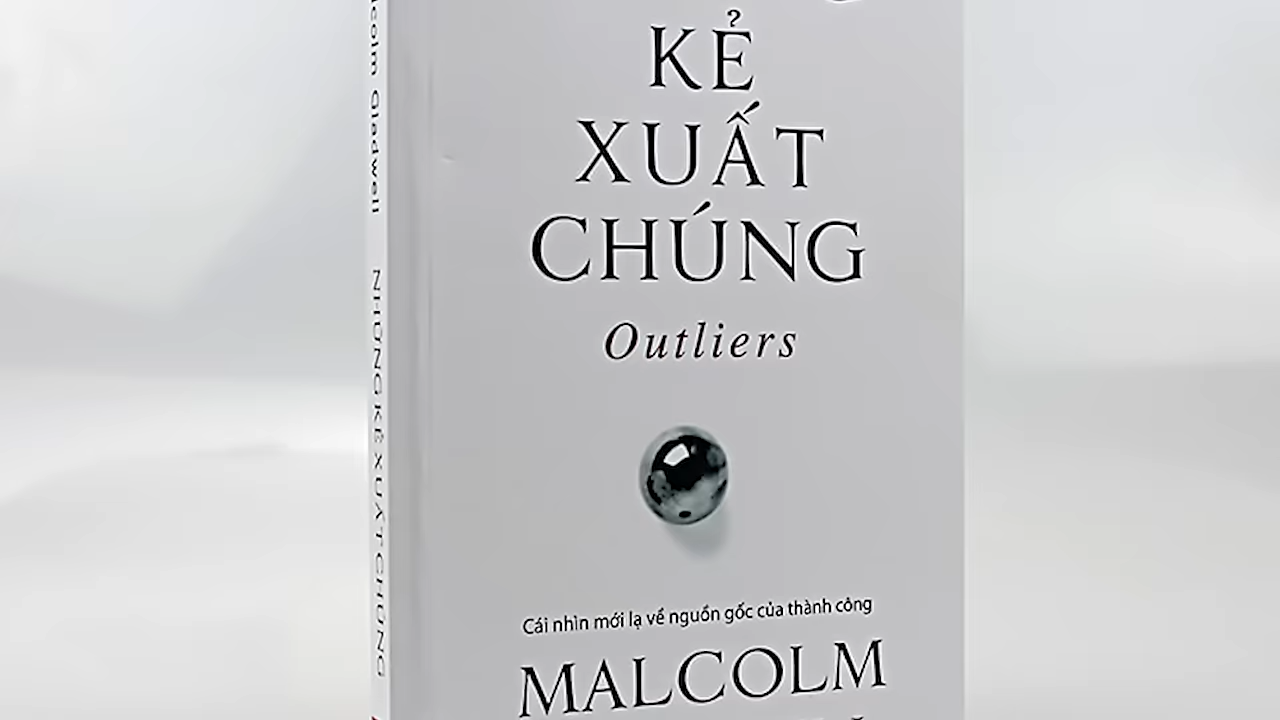 KẺ
XUẤT
CHÚNG
Outliers
Cái nhìn mới lạ về nguồn gốc của thành công
MALCOLM
Gladwell NHỮNG KẺ XUẤT CHÚNG